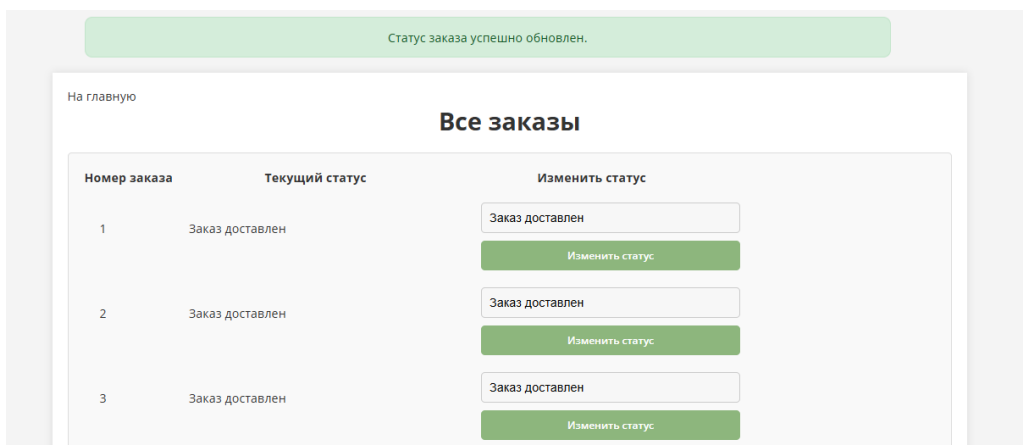 Статус заказа успешно обновлен.
На главную
Все заказы
Номер заказа Текущий статус Изменить статус
1 Заказ доставлен Заказ доставлен
Изменить статус
2 Заказ доставлен Заказ доставлен
Изменить статус
3 Заказ доставлен Заказ доставлен
Изменить статус